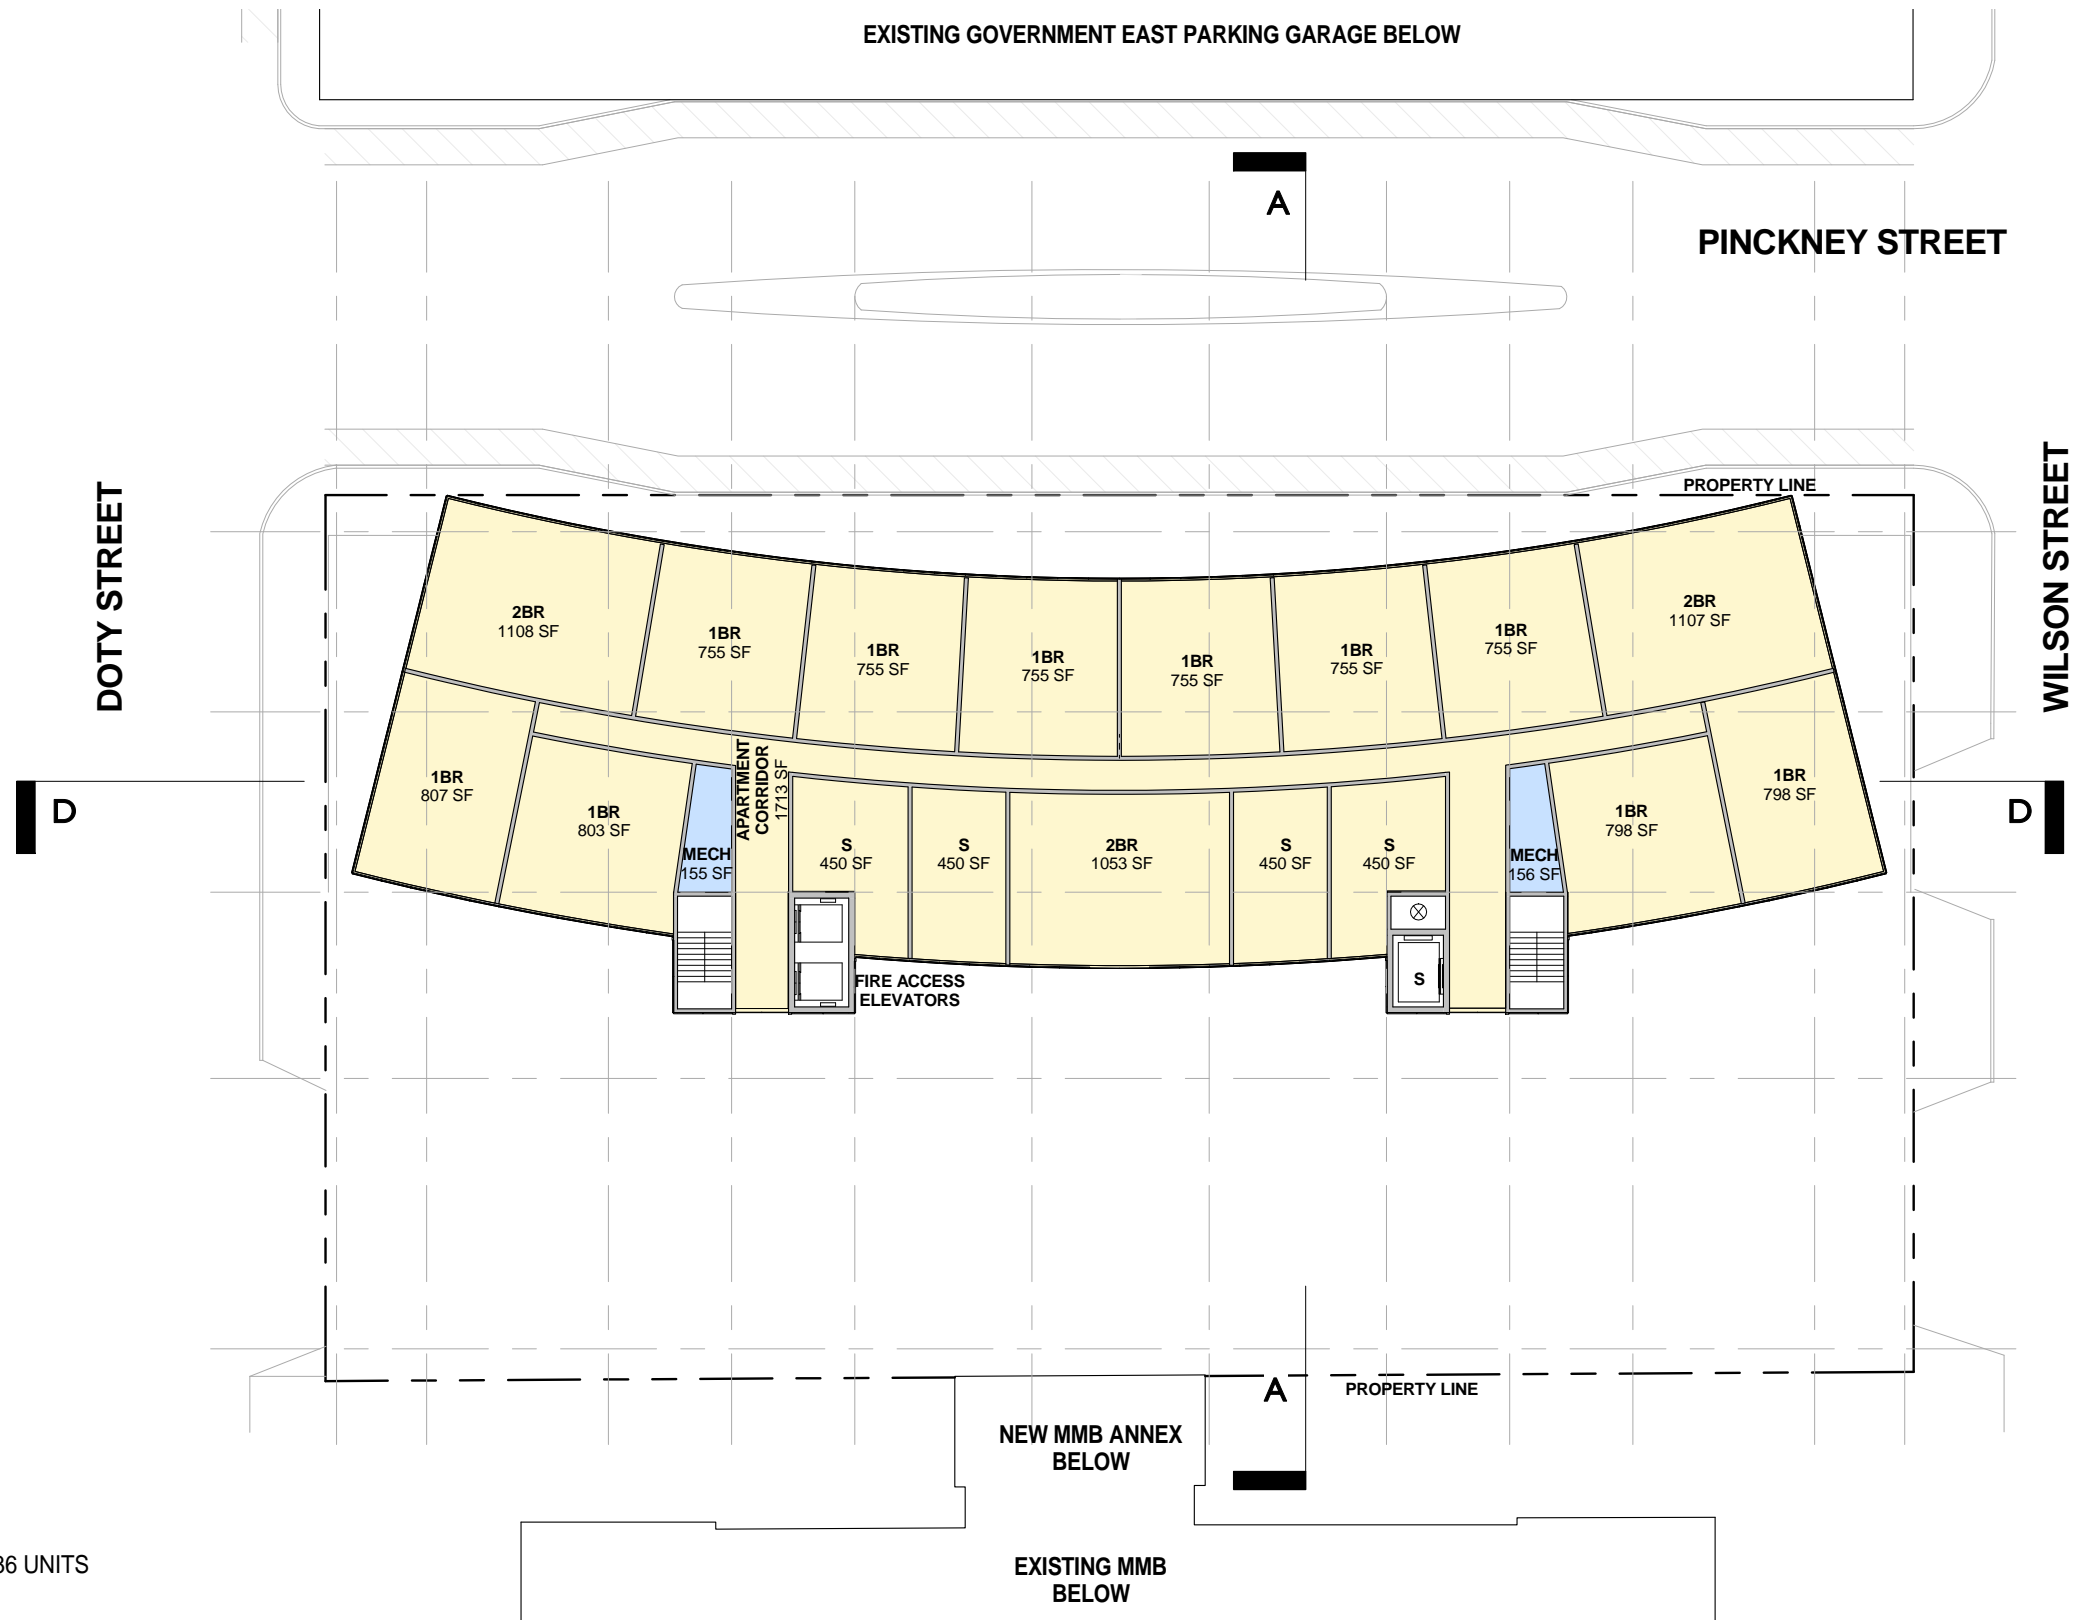 EXISTING GOVERNMENT EAST PARKING GARAGE BELOW
A
PINCKNEY STREET
DOTY STREET
WILSON STREET
PROPERTY LINE
2BR
1108 SF
1BR
755 SF
1BR
755 SF
1BR
755 SF
1BR
755 SF
1BR
755 SF
1BR
755 SF
2BR
1107 SF
1BR
807 SF
1BR
803 SF
MECH
155 SF
APARTMENT
CORRIDOR
1713 SF
S
450 SF
S
450 SF
2BR
1053 SF
S
450 SF
S
450 SF
MECH
156 SF
1BR
798 SF
1BR
798 SF
D
D
FIRE ACCESS
ELEVATORS
S
A
PROPERTY LINE
NEW MMB ANNEX
BELOW
EXISTING MMB
BELOW
36 UNITS